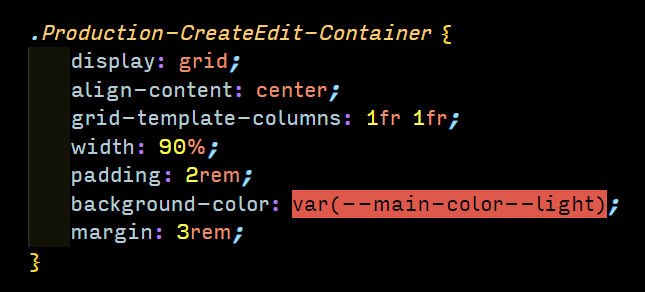 .Production-CreateEdit-Container {
display: grid;
align-content: center;
grid-template-columns: 1fr 1fr;
width: 90%;
padding: 2rem;
background-color: var(--main-color--light);
margin: 3rem;
}